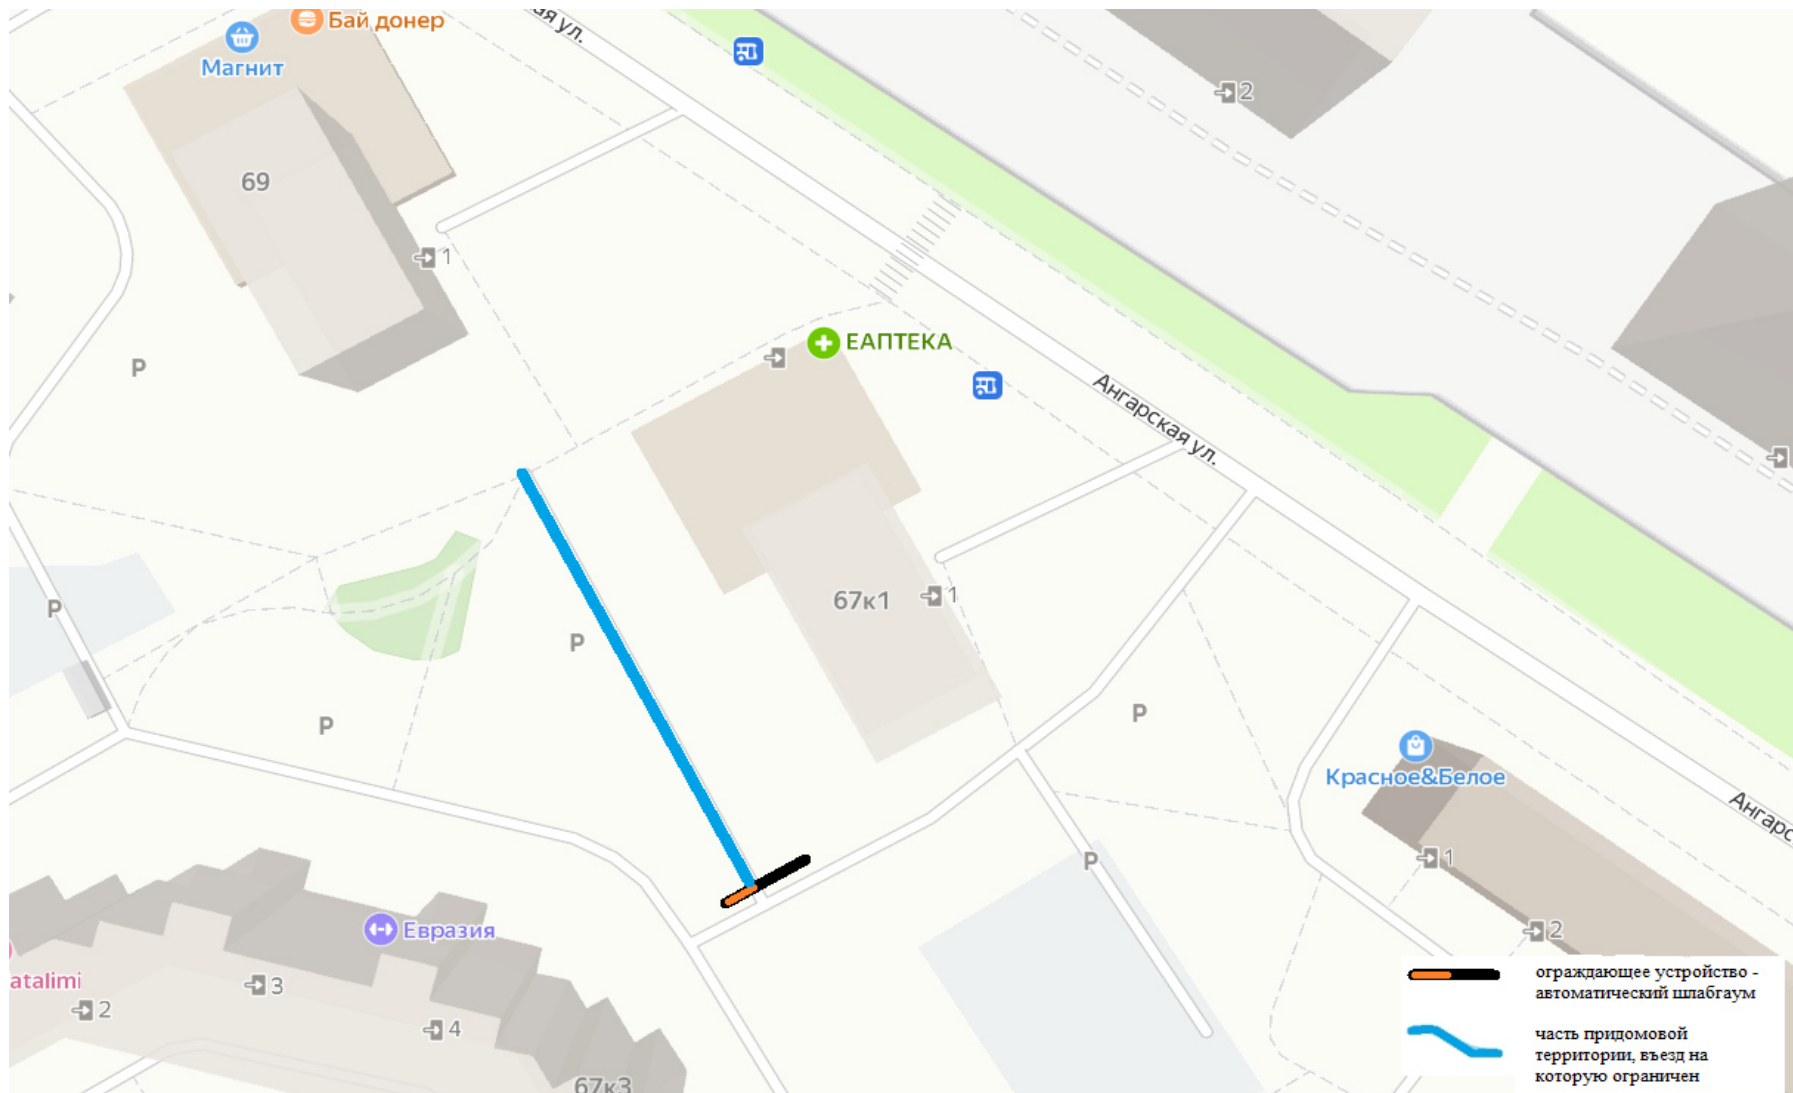 Бай донер
Магнит
ая ул.
2
69
1
P
ЕАПТЕКА
Ангарская ул.
P
67к1
1
P
P
P
Красное&Белое
Ангарс
P
1
2
Евразия
atalimi
3
2
4
67к3
ограждающее устройство -
автоматический шлабгаум
часть придомовой
территории, въезд на
которую ограничен